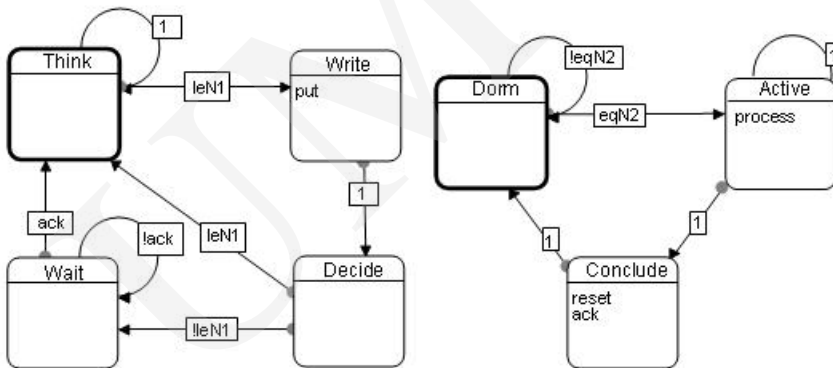 1
Think
leN1
Write
put
1
ack
!ack
leN1
Wait
!leN1
Decide
!eqN2
Dorm
eqN2
Active
process
1
1
1
Conclude
reset
ack